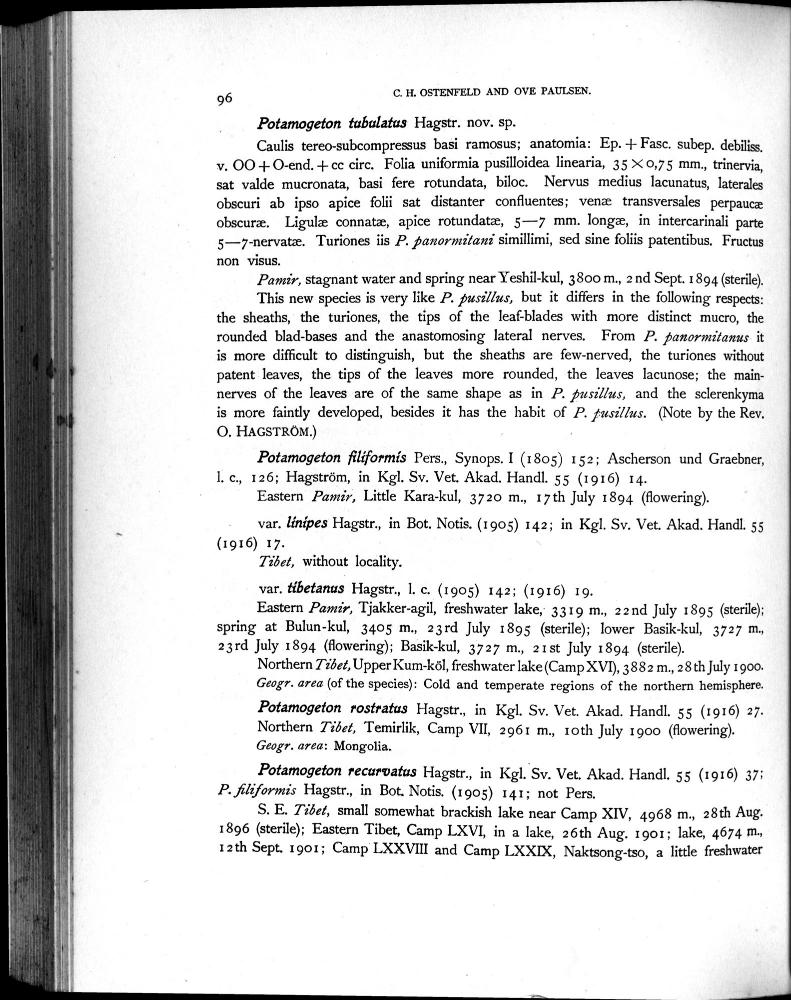 96
C. H. OSTENFELD AND OVE PAULSEN.
Potamogeton tubulatus Hagstr. nov. sp.
Caulis tereo-subcompressus basi ramosus; anatomia: Ep. + Fasc. subep. debiliss.
v. OO + O-end. + cc circ. Folia uniformia pusilloidea linearia, 35 × 0,75 mm., trinervia,
sat valde mucronata, basi fere rotundata, biloc. Nervus medius lacunatus, laterales
obscuri ab ipso apice folii sat distanter confluentes; venæ transversales perpaucæ
obscuræ. Ligulæ connatæ, apice rotundatæ, 5—7 mm. longæ, in intercarinali parte
5—7-nervatæ. Turiones iis P. panormitani simillimi, sed sine foliis patentibus. Fructus
non visus.
Pamir, stagnant water and spring near Yeshil-kul, 3800 m., 2 nd Sept. 1894 (sterile).
This new species is very like P. pusillus, but it differs in the following respects:
the sheaths, the turiones, the tips of the leaf-blades with more distinct mucro, the
rounded blad-bases and the anastomosing lateral nerves. From P. panormitanus it
is more difficult to distinguish, but the sheaths are few-nerved, the turiones without
patent leaves, the tips of the leaves more rounded, the leaves lacunose; the main-
nerves of the leaves are of the same shape as in P. pusillus, and the sclerenkyma
is more faintly developed, besides it has the habit of P. pusillus. (Note by the Rev.
O. HAGSTRÖM.)
Potamogeton filiformis Pers., Synops. I (1805) 152; Ascherson und Graebner,
l. c., 126; Hagström, in Kgl. Sv. Vet. Akad. Handl. 55 (1916) 14.
Eastern Pamir, Little Kara-kul, 3720 m., 17th July 1894 (flowering).
var. linipes Hagstr., in Bot. Notis. (1905) 142; in Kgl. Sv. Vet. Akad. Handl. 55
(1916) 17.
Tibet, without locality.
var. tibetanus Hagstr., l. c. (1905) 142; (1916) 19.
Eastern Pamir, Tjakker-agil, freshwater lake, 3319 m., 22nd July 1895 (sterile);
spring at Bulun-kul, 3405 m., 23rd July 1895 (sterile); lower Basik-kul, 3727 m.,
23rd July 1894 (flowering); Basik-kul, 3727 m., 21st July 1894 (sterile).
Northern Tibet, Upper Kum-köl, freshwater lake (Camp XVI), 3882 m., 28th July 1900.
Geogr. area (of the species): Cold and temperate regions of the northern hemisphere.
Potamogeton rostratus Hagstr., in Kgl. Sv. Vet. Akad. Handl. 55 (1916) 27.
Northern Tibet, Temirlik, Camp VII, 2961 m., 10th July 1900 (flowering).
Geogr. area: Mongolia.
Potamogeton recurvatus Hagstr., in Kgl. Sv. Vet. Akad. Handl. 55 (1916) 37;
P. filiformis Hagstr., in Bot. Notis. (1905) 141; not Pers.
S. E. Tibet, small somewhat brackish lake near Camp XIV, 4968 m., 28th Aug.
1896 (sterile); Eastern Tibet, Camp LXVI, in a lake, 26th Aug. 1901; lake, 4674 m.,
12th Sept. 1901; Camp LXXVIII and Camp LXXIX, Naktsong-tso, a little freshwater